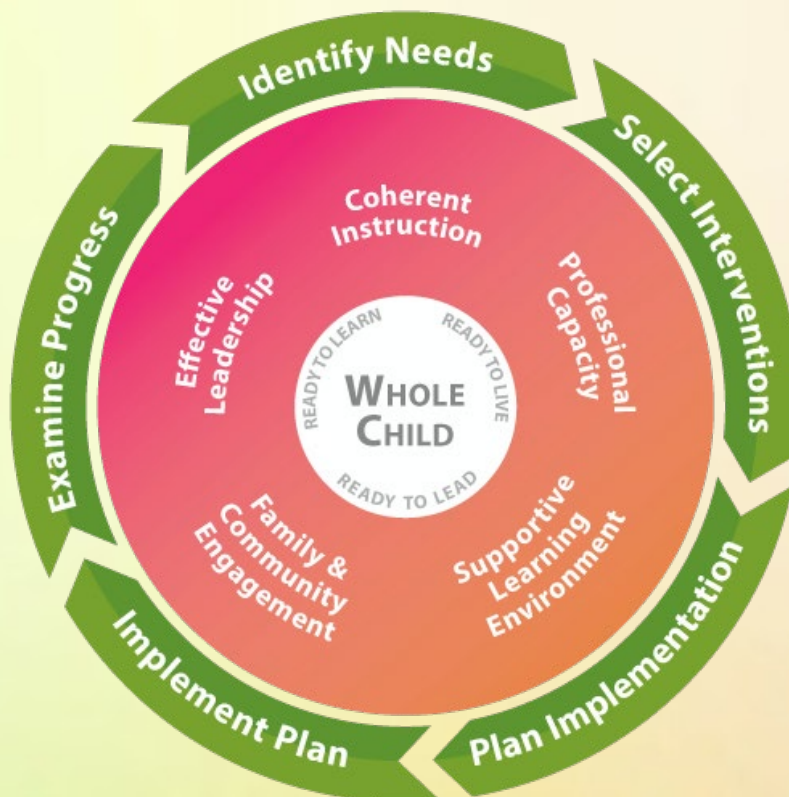 Identify Needs
Select Interventions
Plan Implementation
Implement Plan
Examine Progress
Coherent
Instruction
Professional
Capacity
Supportive
Learning
Environment
Family &
Community
Engagement
Effective
Leadership
READY TO LEARN
READY TO LIVE
READY TO LEAD
WHOLE
CHILD